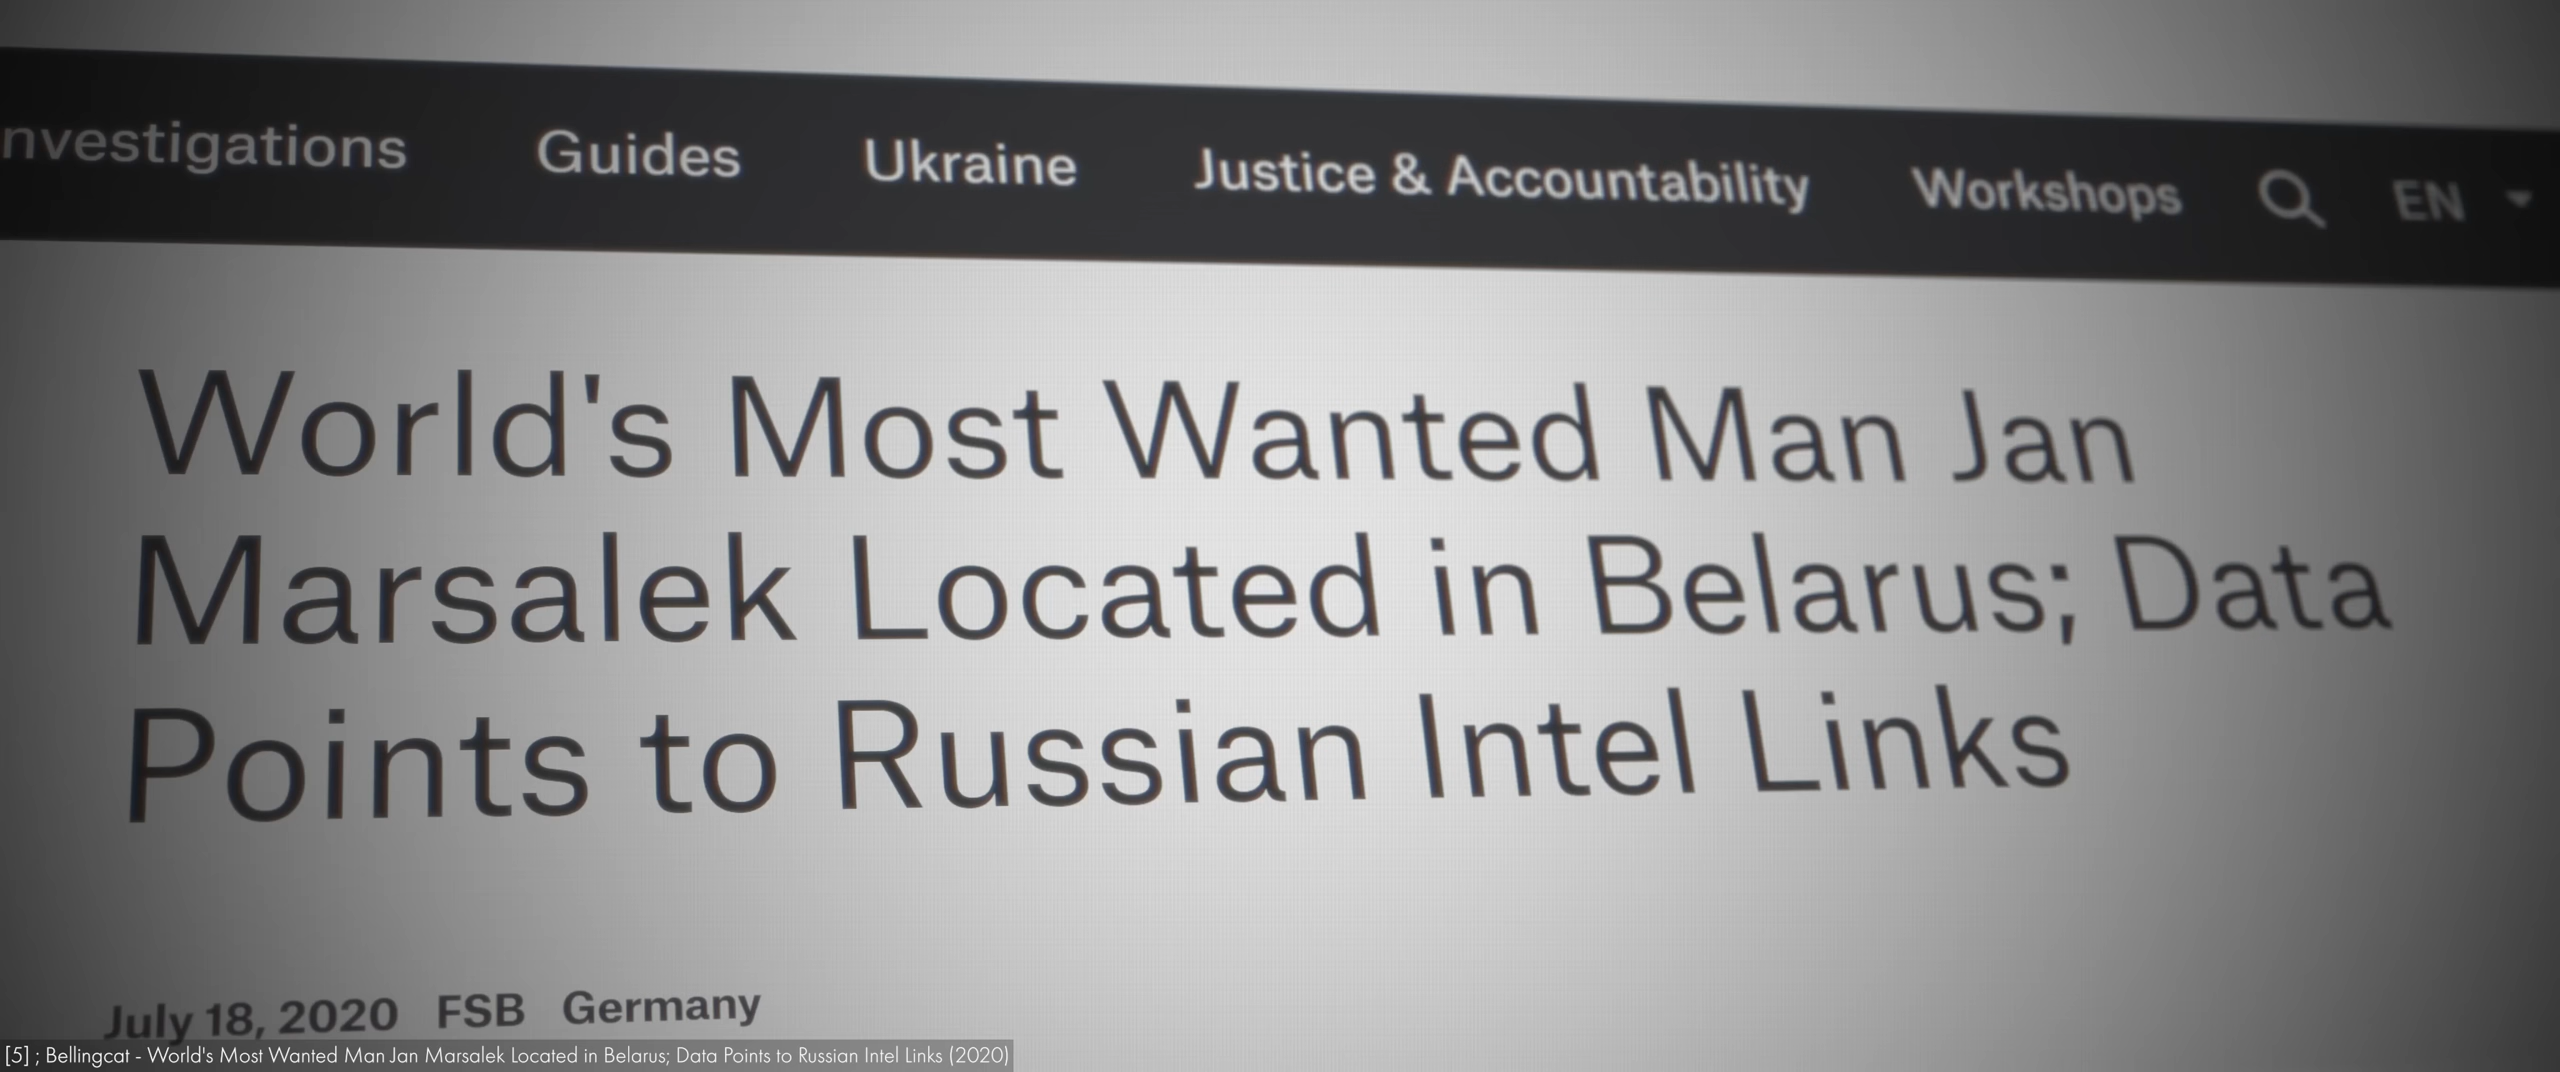 nvestigations Guides Ukraine Justice & Accountability Workshops EN
World's Most Wanted Man Jan
Marsalek Located in Belarus; Data
Points to Russian Intel Links
July 18, 2020 FSB Germany
[5] ; Bellingcat - World's Most Wanted Man Jan Marsalek Located in Belarus; Data Points to Russian Intel Links (2020)